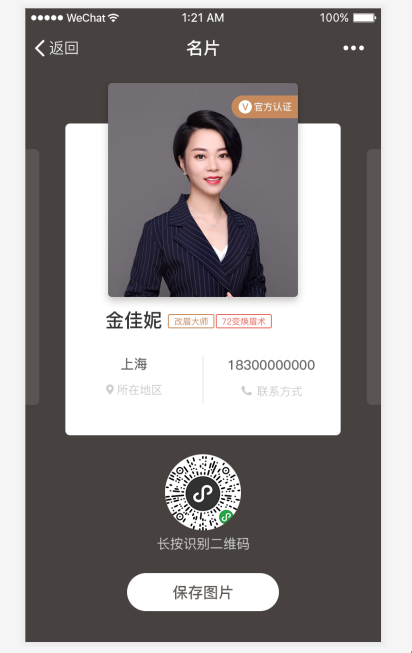 WeChat 1:21 AM 100%
返回 名片
V 官方认证
金佳妮 改眉大师 72变焕眉术
上海 18300000000
所在地区 联系方式
长按识别二维码
保存图片